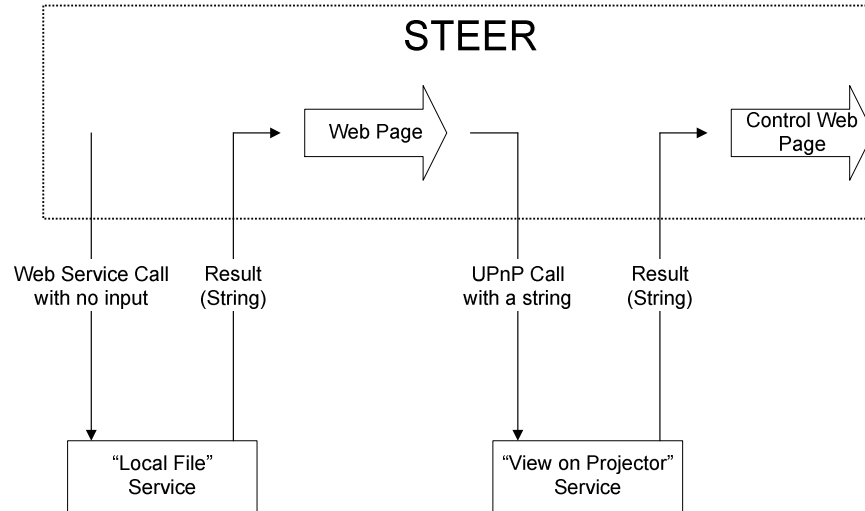 STEER
Web Page
Control Web
Page
Web Service Call
with no input
Result
(String)
UPnP Call
with a string
Result
(String)
“Local File”
Service
“View on Projector”
Service